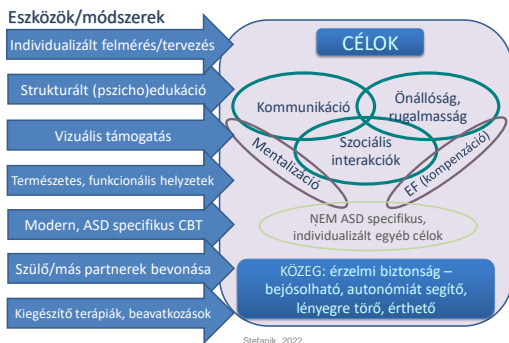 Eszközök/módszerek
Individualizált felmérés/tervezés
Strukturált (pszicho)edukáció
Vizuális támogatás
Természetes, funkcionális helyzetek
Modern, ASD specifikus CBT
Szülő/más partnerek bevonása
Kiegészítő terápiák, beavatkozások
CÉLOK
Kommunikáció
Önállóság,
rugalmasság
Szociális
interakciók
Mentalizáció
EF (kompenzáció)
NEM ASD specifikus,
individualizált egyéb célok
KÖZEG: érzelmi biztonság –
bejósolható, autonómiát segítő,
lényegre törő, érthető
Stefanik, 2022